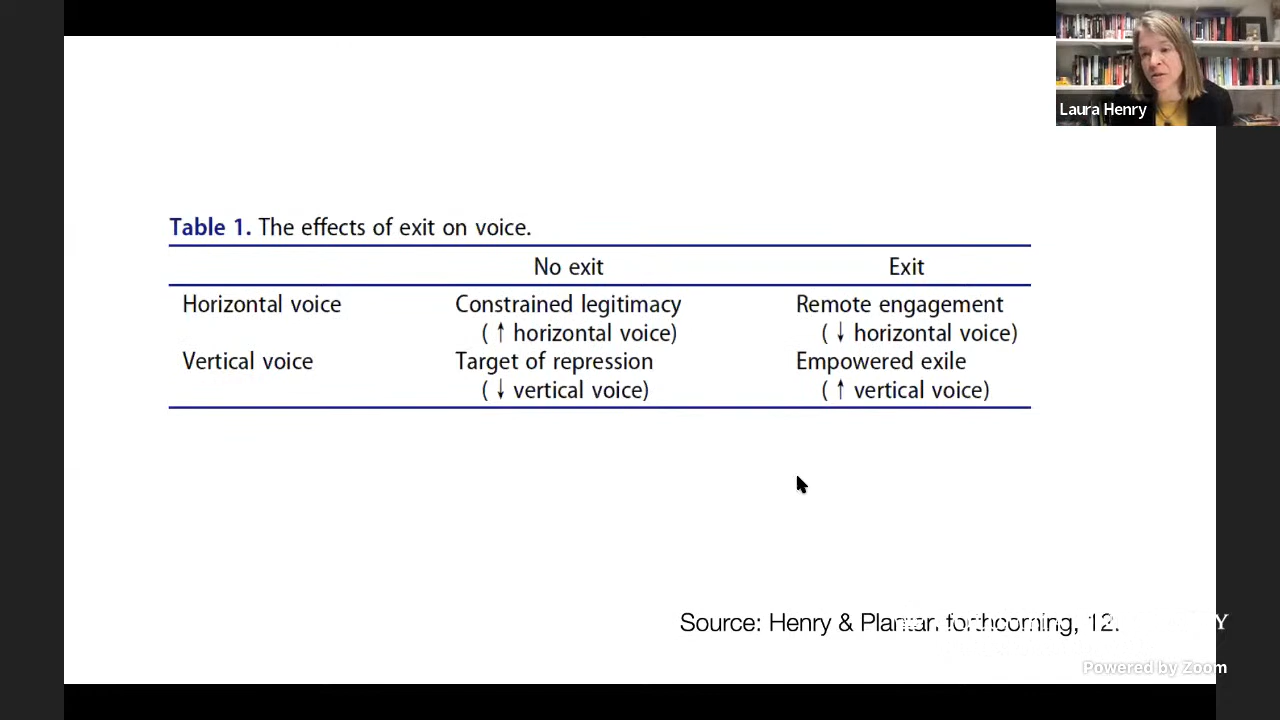 Laura Henry
Table 1. The effects of exit on voice.
No exit Exit
Horizontal voice Constrained legitimacy Remote engagement
(↑ horizontal voice) (↓ horizontal voice)
Vertical voice Target of repression Empowered exile
(↓ vertical voice) (↑ vertical voice)
Source: Henry & Plantan forthcoming, 12.
Powered by Zoom